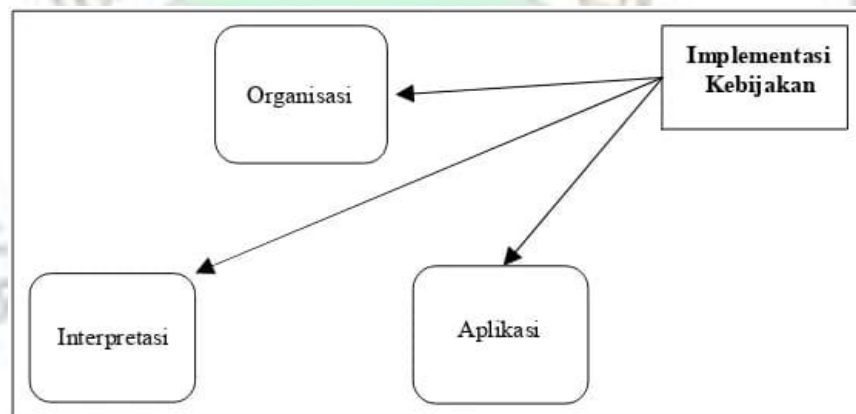 Implementasi
Kebijakan
Organisasi
Interpretasi
Aplikasi